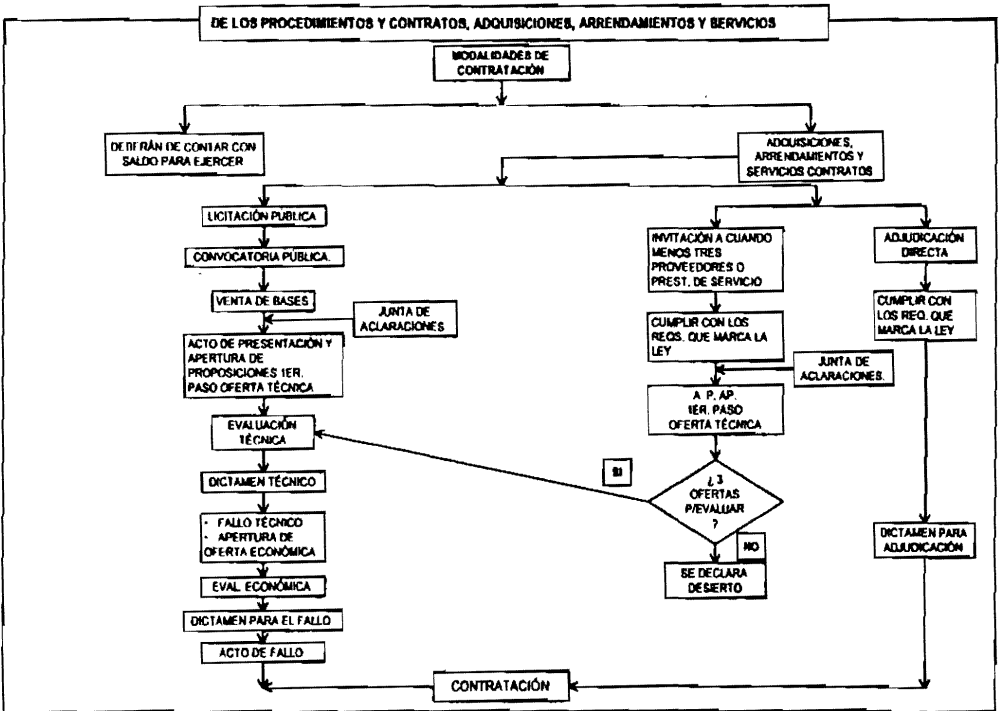 DE LOS PROCEDIMIENTOS Y CONTRATOS, ADQUISICIONES, ARRENDAMIENTOS Y SERVICIOS
MODALIDADES DE
CONTRATACIÓN
DEBERÁN DE CONTAR CON
SALDO PARA EJERCER
ADQUISICIONES,
ARRENDAMIENTOS Y
SERVICIOS CONTRATOS
LICITACIÓN PUBLICA
CONVOCATORIA PUBLICA.
VENTA DE BASES
JUNTA DE
ACLARACIONES
ACTO DE PRESENTACIÓN Y
APERTURA DE
PROPOSICIONES 1ER.
PASO OFERTA TÉCNICA
EVALUACIÓN
TÉCNICA
DICTAMEN TÉCNICO
- FALLO TÉCNICO
- APERTURA DE
OFERTA ECONÓMICA
EVAL. ECONÓMICA
DICTAMEN PARA EL FALLO
ACTO DE FALLO
INVITACIÓN A CUANDO
MENOS TRES
PROVEEDORES O
PREST. DE SERVICIO
CUMPLIR CON LOS
REQS. QUE MARCA LA
LEY
JUNTA DE
ACLARACIONES.
A. P. AP.
1ER. PASO
OFERTA TÉCNICA
¿ 3
OFERTAS
P/EVALUAR
?
SI
NO
SE DECLARA
DESIERTO
ADJUDICACIÓN
DIRECTA
CUMPLIR CON
LOS REQ. QUE
MARCA LA LEY
DICTAMEN PARA
ADJUDICACIÓN
CONTRATACIÓN